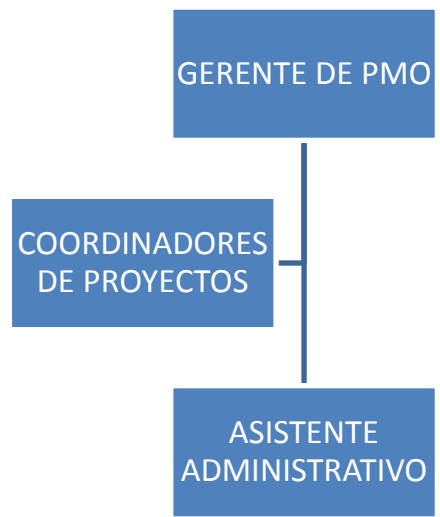 GERENTE DE PMO
COORDINADORES
DE PROYECTOS
ASISTENTE
ADMINISTRATIVO